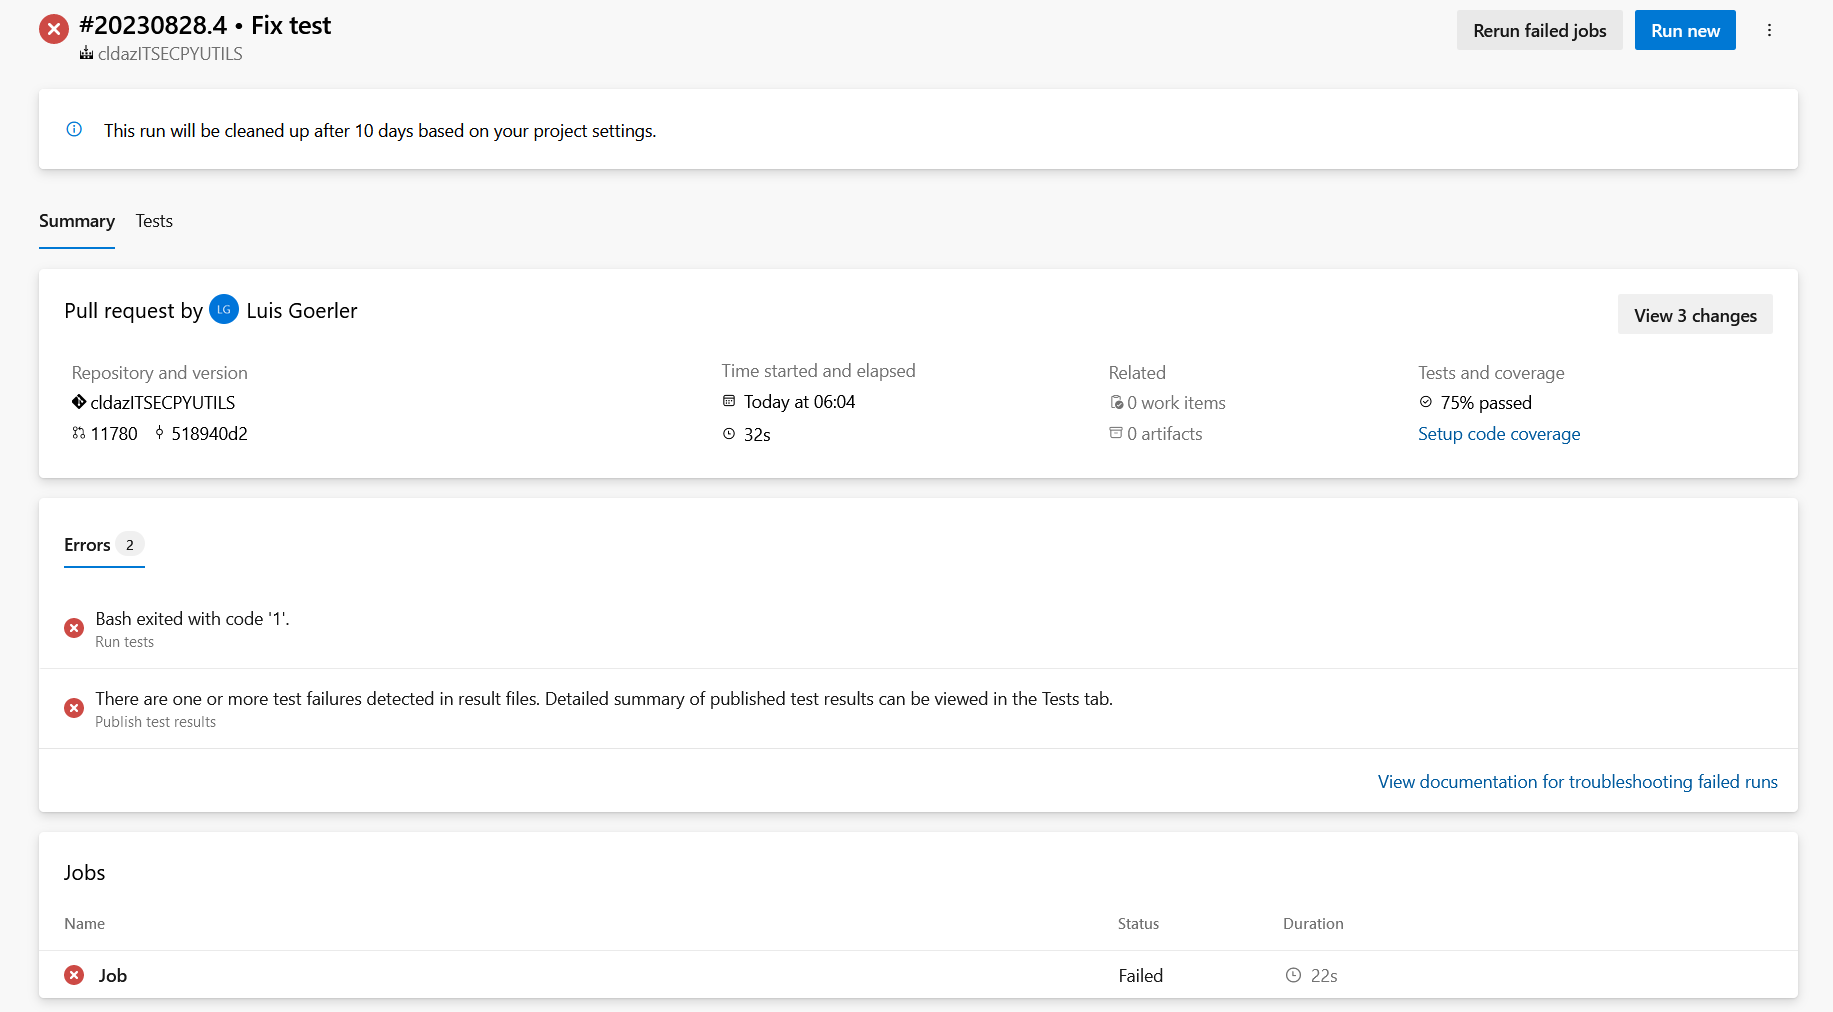 #20230828.4 • Fix test
cldazITSECPYUTILS
Rerun failed jobs
Run new
This run will be cleaned up after 10 days based on your project settings.
Summary
Tests
Pull request by LG Luis Goerler
View 3 changes
Repository and version
cldazITSECPYUTILS
11780 518940d2
Time started and elapsed
Today at 06:04
32s
Related
0 work items
0 artifacts
Tests and coverage
75% passed
Setup code coverage
Errors 2
Bash exited with code '1'.
Run tests
There are one or more test failures detected in result files. Detailed summary of published test results can be viewed in the Tests tab.
Publish test results
View documentation for troubleshooting failed runs
Jobs
Name Status Duration
Job Failed 22s